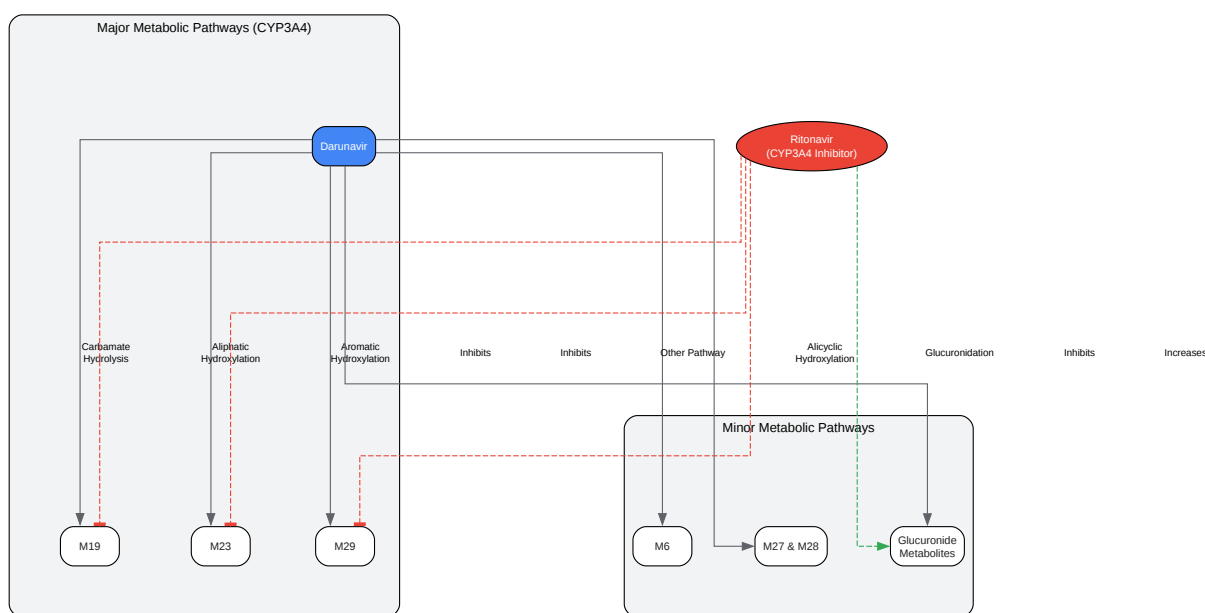 Major Metabolic Pathways (CYP3A4)
Darunavir
Ritonavir
(CYP3A4 Inhibitor)
Carbamate
Hydrolysis
Aliphatic
Hydroxylation
Aromatic
Hydroxylation
Inhibits
Inhibits
Other Pathway
Alicyclic
Hydroxylation
Glucuronidation
Inhibits
Increases
Minor Metabolic Pathways
M19
M23
M29
M6
M27 & M28
Glucuronide
Metabolites